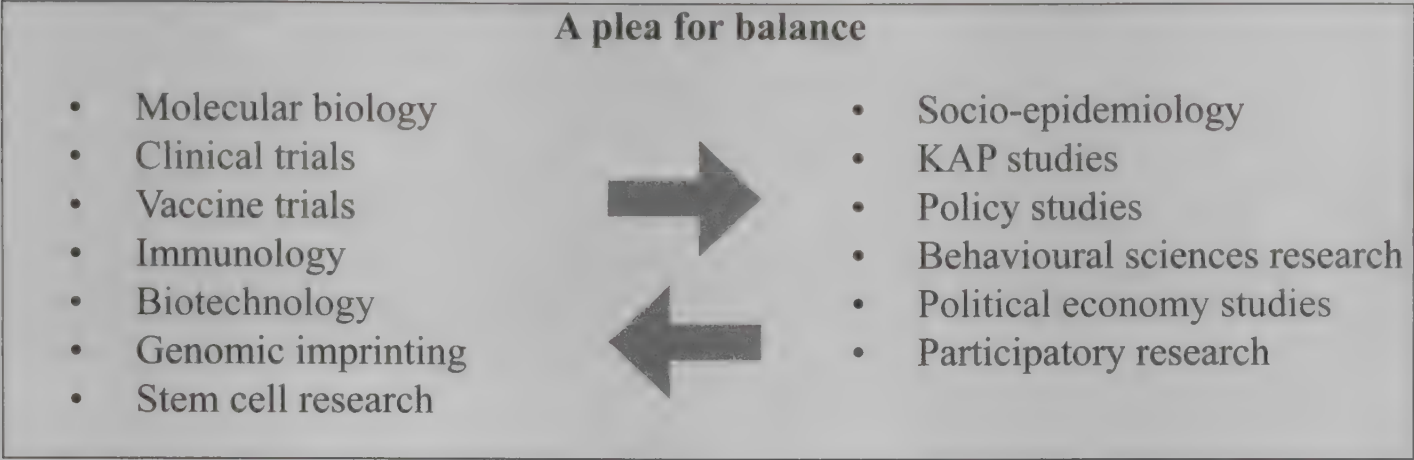 A plea for balance
• Molecular biology
• Clinical trials
• Vaccine trials
• Immunology
• Biotechnology
• Genomic imprinting
• Stem cell research
• Socio-epidemiology
• KAP studies
• Policy studies
• Behavioural sciences research
• Political economy studies
• Participatory research